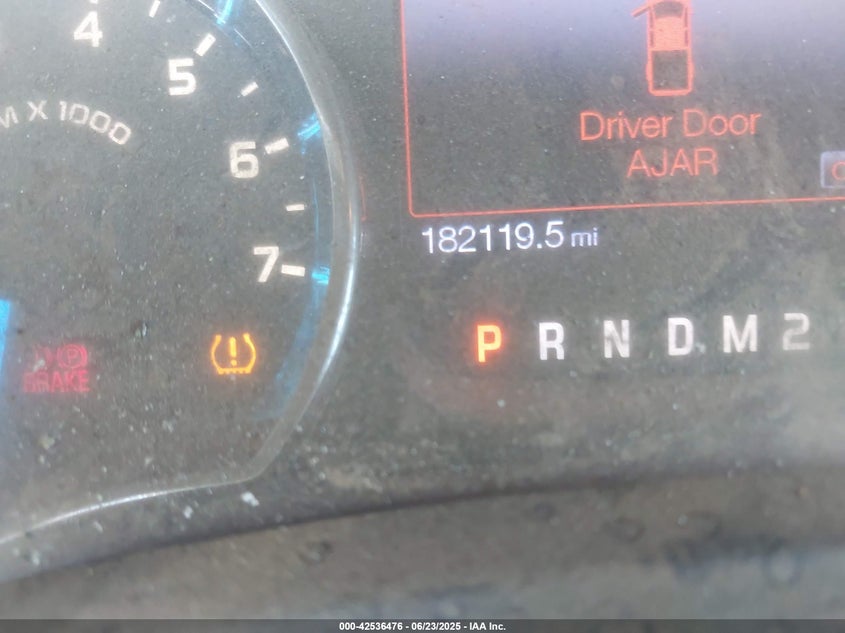 4
5
M X 1000
6
7
Driver Door
AJAR
182119.5 mi
P R N D M 2
BRAKE
000-42536476 - 06/23/2025 - IAA Inc.